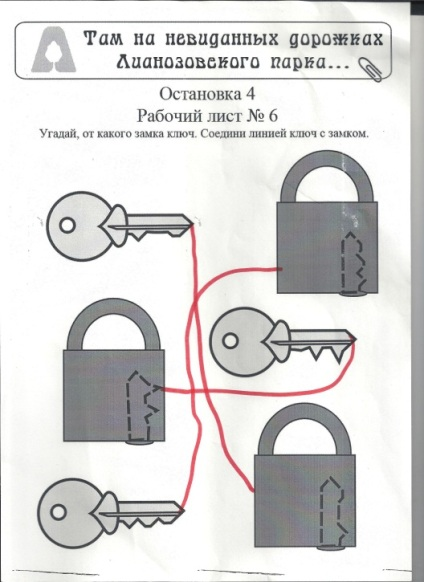 Там на невиданных дорожках
Лианозовского парка...
Остановка 4
Рабочий лист № 6
Угадай, от какого замка ключ. Соедини линией ключ с замком.